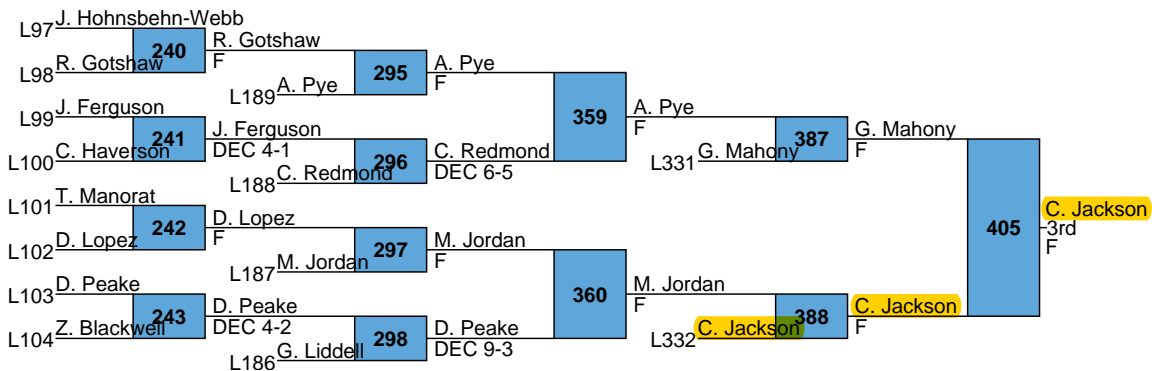 J. Hohnsbehn-Webb
L97
240
R. Gotshaw
F
R. Gotshaw
L98
295
A. Pye
F
A. Pye
L189
J. Ferguson
L99
359
A. Pye
F
241
J. Ferguson
DEC 4-1
387
G. Mahony
F
C. Haverson
L100
296
C. Redmond
DEC 6-5
G. Mahony
L331
C. Redmond
L188
T. Manorat
L101
C. Jackson
3rd
F
242
D. Lopez
F
405
D. Lopez
L102
297
M. Jordan
F
M. Jordan
L187
D. Peake
L103
360
M. Jordan
F
243
D. Peake
DEC 4-2
388
C. Jackson
F
Z. Blackwell
L104
298
D. Peake
DEC 9-3
C. Jackson
L332
G. Liddell
L186